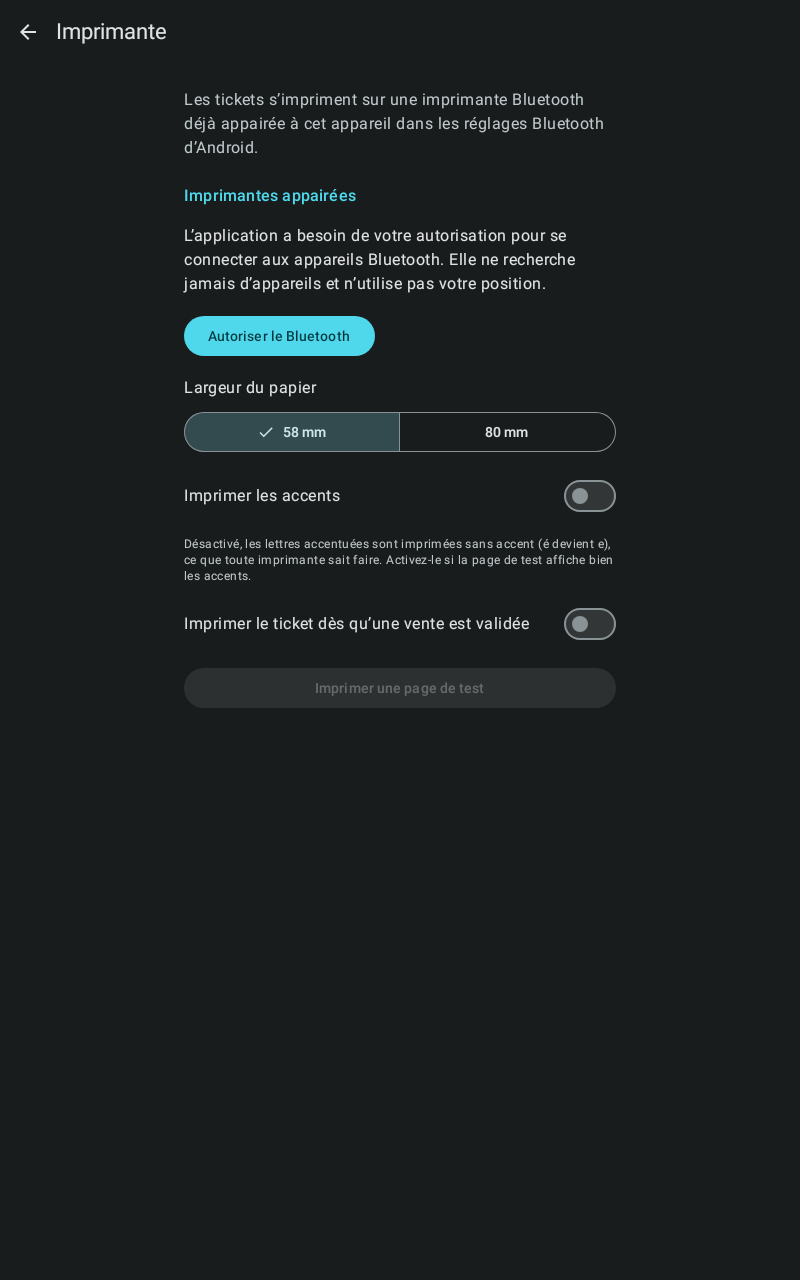 Imprimante
Les tickets s’impriment sur une imprimante Bluetooth
déjà appairée à cet appareil dans les réglages Bluetooth
d’Android.
Imprimantes appairées
L’application a besoin de votre autorisation pour se
connecter aux appareils Bluetooth. Elle ne recherche
jamais d’appareils et n’utilise pas votre position.
Autoriser le Bluetooth
Largeur du papier
58 mm
80 mm
Imprimer les accents
Désactivé, les lettres accentuées sont imprimées sans accent (é devient e),
ce que toute imprimante sait faire. Activez-le si la page de test affiche bien
les accents.
Imprimer le ticket dès qu’une vente est validée
Imprimer une page de test